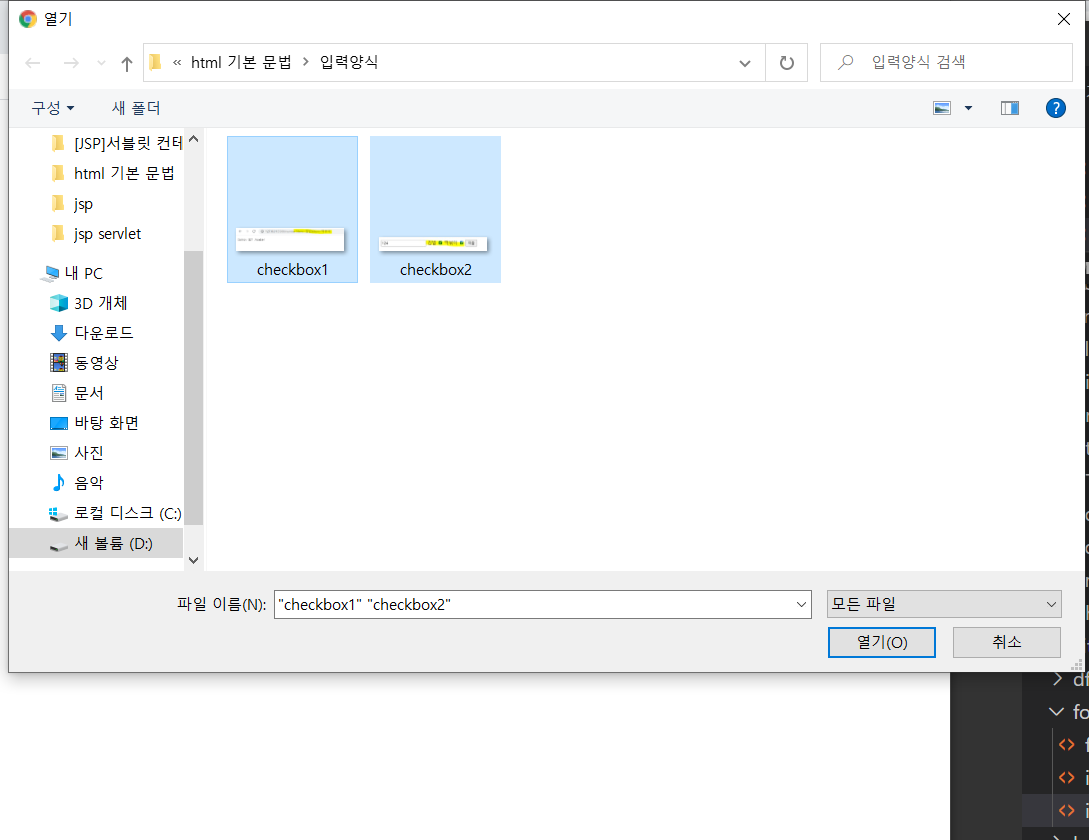 열기
« html 기본 문법 > 입력양식
입력양식 검색
구성
새 폴더
[JSP]서블릿 컨테
html 기본 문법
jsp
jsp servlet
내 PC
3D 개체
다운로드
동영상
문서
바탕 화면
사진
음악
로컬 디스크 (C:)
새 볼륨 (D:)
checkbox1
checkbox2
파일 이름(N):
"checkbox1" "checkbox2"
모든 파일
열기(O)
취소
df
fo